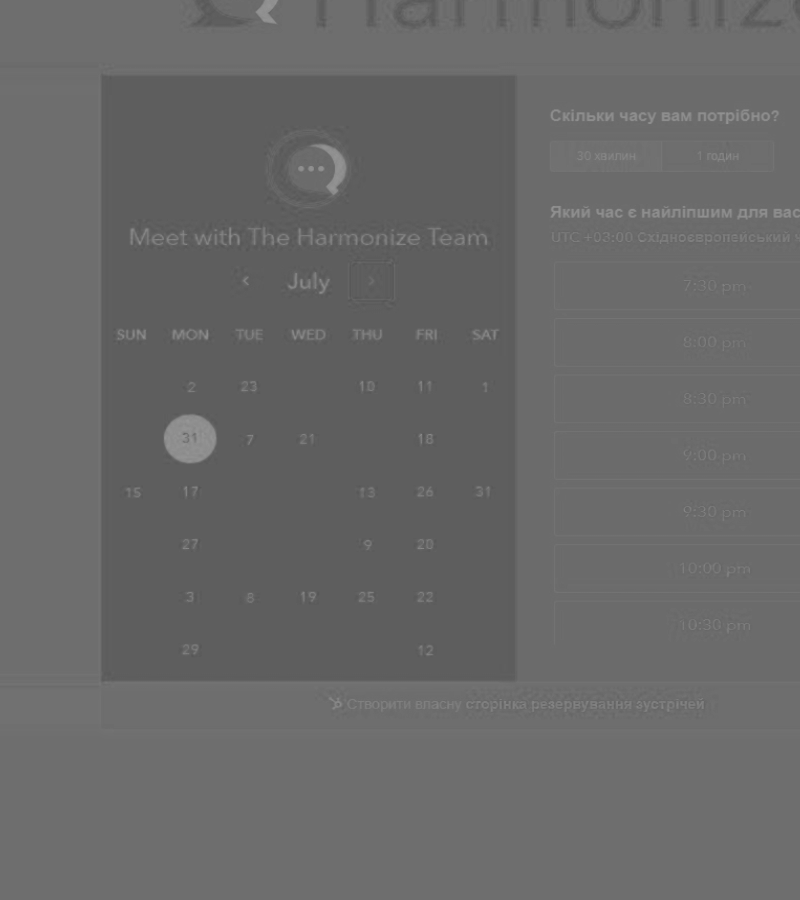 Harmonize
Скільки часу вам потрібно?
30 хвилин 1 годин
Meet with The Harmonize Team
July
Який час є найліпшим для вас
UTC +03:00 Східноєвропейський ч
SUN MON TUE WED THU FRI SAT
2 23 10 11 1
31 7 21 18
15 17 13 26 31
27 9 20
3 8 19 25 22
29 12
7:30 pm
8:00 pm
8:30 pm
9:00 pm
9:30 pm
10:00 pm
10:30 pm
Створити власну сторінка резервування зустрічей